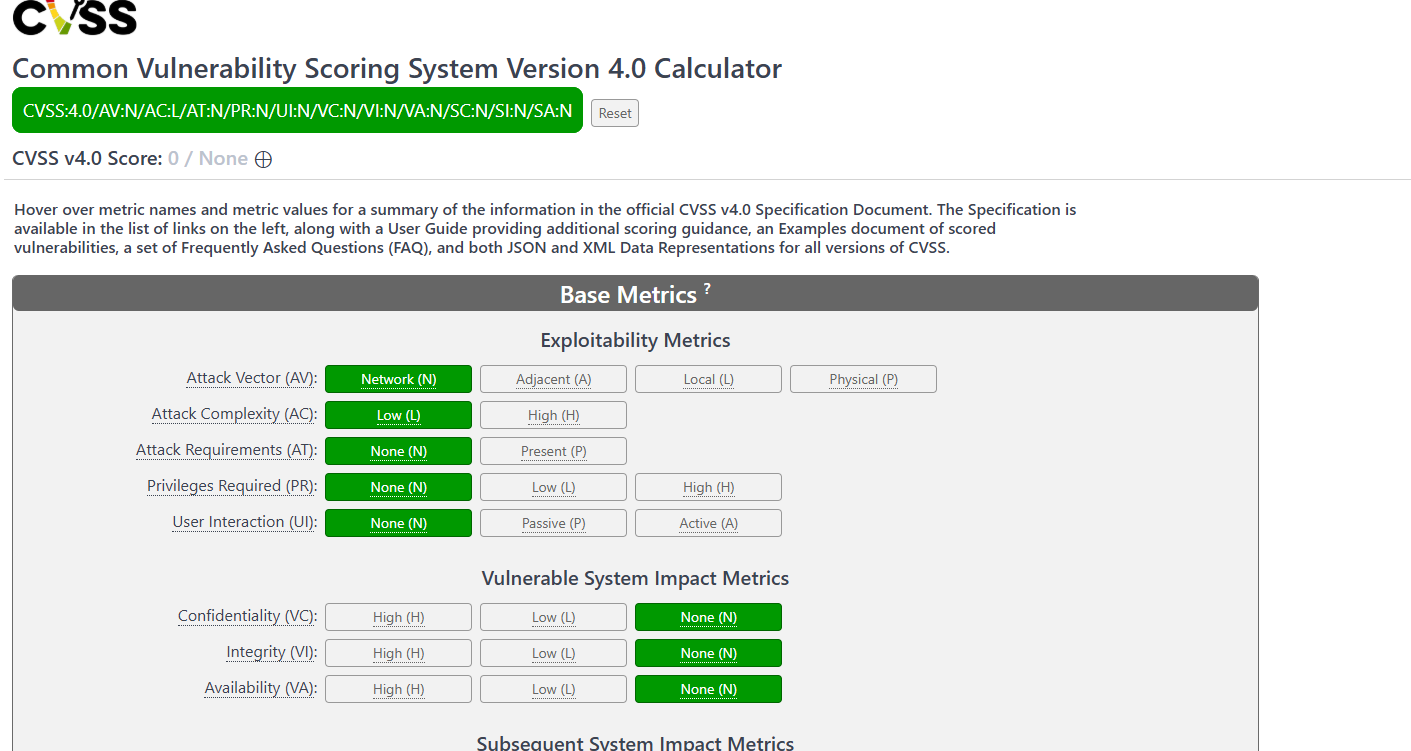 CVSS
Common Vulnerability Scoring System Version 4.0 Calculator
CVSS:4.0/AV:N/AC:L/AT:N/PR:N/UI:N/VC:N/VI:N/VA:N/SC:N/SI:N/SA:N Reset
CVSS v4.0 Score: 0 / None
Hover over metric names and metric values for a summary of the information in the official CVSS v4.0 Specification Document. The Specification is
available in the list of links on the left, along with a User Guide providing additional scoring guidance, an Examples document of scored
vulnerabilities, a set of Frequently Asked Questions (FAQ), and both JSON and XML Data Representations for all versions of CVSS.
Base Metrics ?
Exploitability Metrics
Attack Vector (AV): Network (N) Adjacent (A) Local (L) Physical (P)
Attack Complexity (AC): Low (L) High (H)
Attack Requirements (AT): None (N) Present (P)
Privileges Required (PR): None (N) Low (L) High (H)
User Interaction (UI): None (N) Passive (P) Active (A)
Vulnerable System Impact Metrics
Confidentiality (VC): High (H) Low (L) None (N)
Integrity (VI): High (H) Low (L) None (N)
Availability (VA): High (H) Low (L) None (N)
Subsequent System Impact Metrics